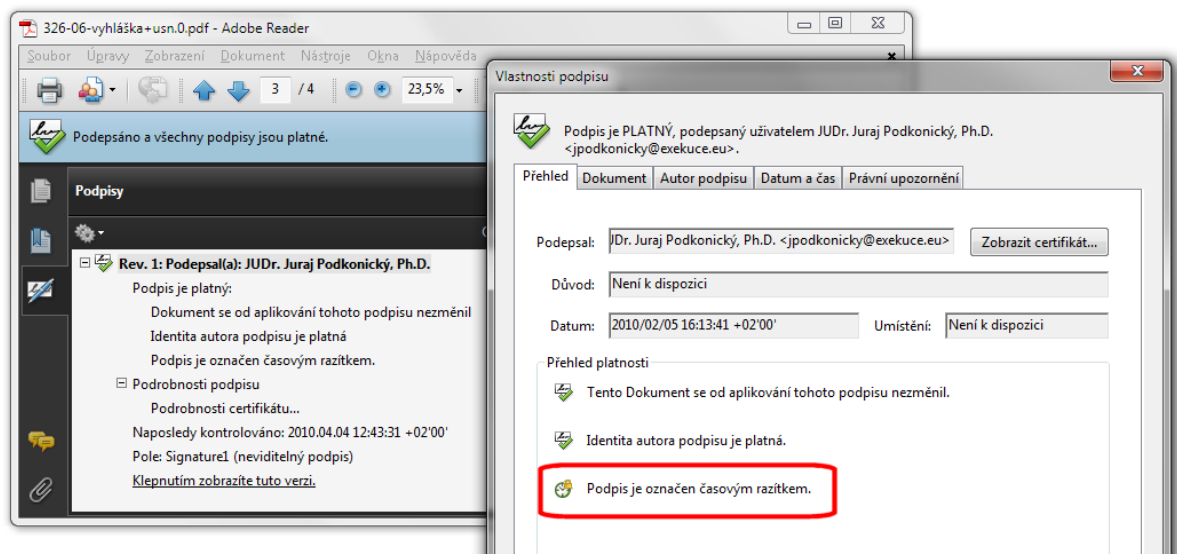 326-06-vyhláška+usn.0.pdf - Adobe Reader
Soubor Úpravy Zobrazení Dokument Nástroje Okna Nápověda
3 / 4 23,5%
Podepsáno a všechny podpisy jsou platné.
Podpisy
Rev. 1: Podepsal(a): JUDr. Juraj Podkonický, Ph.D.
Podpis je platný:
Dokument se od aplikování tohoto podpisu nezměnil
Identita autora podpisu je platná
Podpis je označen časovým razítkem.
Podrobnosti podpisu
Podrobnosti certifikátu...
Naposledy kontrolováno: 2010.04.04 12:43:31 +02'00'
Pole: Signature1 (neviditelný podpis)
Klepnutím zobrazíte tuto verzi.
Vlastnosti podpisu
Podpis je PLATNÝ, podepsaný uživatelem JUDr. Juraj Podkonický, Ph.D.
<jpodkonicky@exekuce.eu>.
Přehled Dokument Autor podpisu Datum a čas Právní upozornění
Podepsal: JDr. Juraj Podkonický, Ph.D. <jpodkonicky@exekuce.eu> Zobrazit certifikát...
Důvod: Není k dispozici
Datum: 2010/02/05 16:13:41 +02'00' Umístění: Není k dispozici
Přehled platnosti
Tento Dokument se od aplikování tohoto podpisu nezměnil.
Identita autora podpisu je platná.
Podpis je označen časovým razítkem.